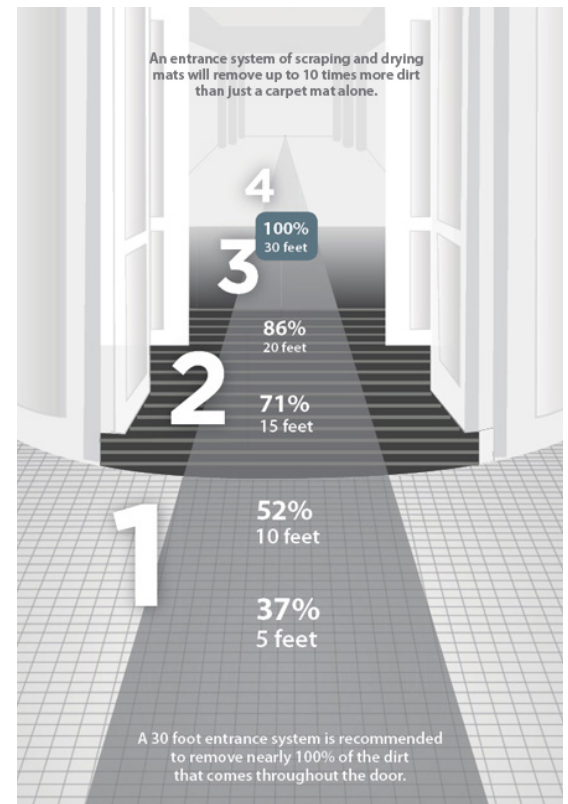 An entrance system of scraping and drying
mats will remove up to 10 times more dirt
than just a carpet mat alone.
4
100%
30 feet
3
86%
20 feet
2
71%
15 feet
1
52%
10 feet
37%
5 feet
A 30 foot entrance system is recommended
to remove nearly 100% of the dirt
that comes throughout the door.